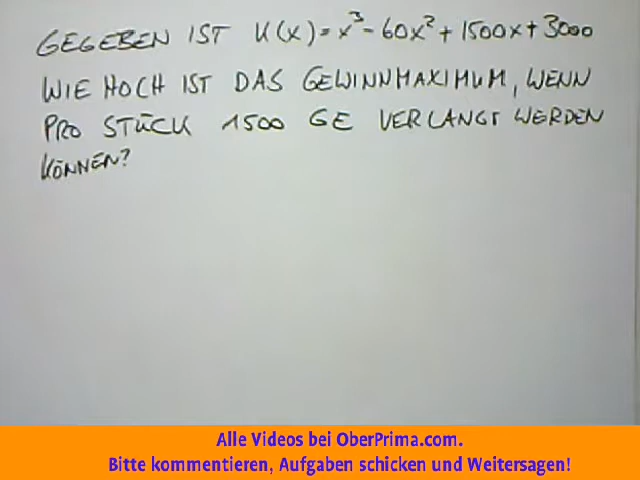 GEGEBEN IST K(x)=x³-60x²+1500x+3000
WIE HOCH IST DAS GEWINNMAXIMUM, WENN
PRO STÜCK 1500 GE VERLANGT WERDEN
KÖNNEN?
Alle Videos bei OberPrima.com.
Bitte kommentieren, Aufgaben schicken und Weitersagen!